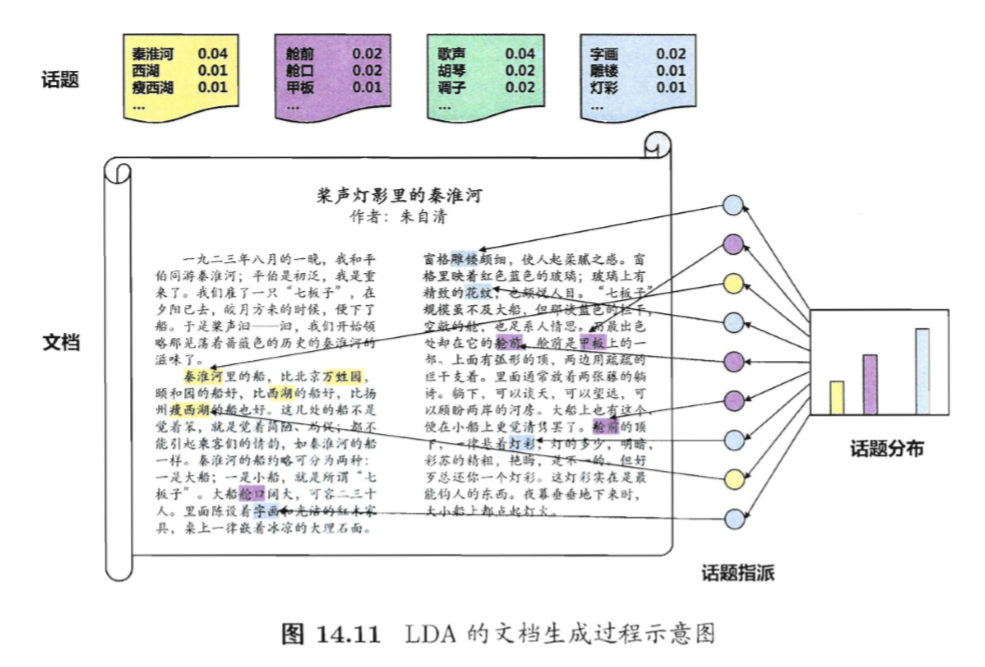 话题
秦淮河 0.04
西湖 0.01
瘦西湖 0.01
...
舱前 0.02
舱口 0.02
甲板 0.01
...
歌声 0.04
胡琴 0.02
调子 0.02
...
字画 0.02
雕镂 0.01
灯彩 0.01
...
文档
桨声灯影里的秦淮河
作者：朱自清
一九二三年八月的一晚，我和平
伯同游秦淮河；平伯是初泛，我是重
来了。我们雇了一只“七板子”，在
夕阳已去，皎月方来的时候，便下了
船。于是桨声汩——汩，我们开始领
略那晃荡着蔷薇色的历史的秦淮河的
滋味了。
秦淮河里的船，比北京万甡园，
颐和园的船好，比西湖的船好，比扬
州瘦西湖的船也好。这几处的船不是
觉着笨，就是觉着简陋、局促；都不
能引起乘客们的情韵，如秦淮河的船
一样。秦淮河的船约略可分为两种：
一是大船；一是小船，就是所谓“七
板子”。大船舱口阔大，可容二三十
人。里面陈设着字画和光洁的红木家
具，桌上一律嵌着冰凉的大理石面。
窗格雕镂颇细，使人起柔腻之感。窗
格里映着红色蓝色的玻璃；玻璃上有
精致的花纹，也颇悦人目。“七板子”
规模虽不及大船，但那淡蓝色的栏干，
空敞的舱，也足系人情思。而最出色
处却在它的舱前。舱前是甲板上的一
部。上面有弧形的顶，两边用疏疏的
栏干支着。里面通常放着两张藤的躺
椅。躺下，可以谈天，可以望远，可
以顾盼两岸的河房。大船上也有这个，
便在小船上更觉清隽罢了。舱前的顶
下，一律悬着灯彩；灯的多少，明暗，
彩苏的精粗，艳晦，是不一的。但好
歹总还你一个灯彩。这灯彩实在是最
能钩人的东西。夜幕垂垂地下来时，
大小船上都点起灯火。
话题指派
话题分布
图 14.11 LDA 的文档生成过程示意图